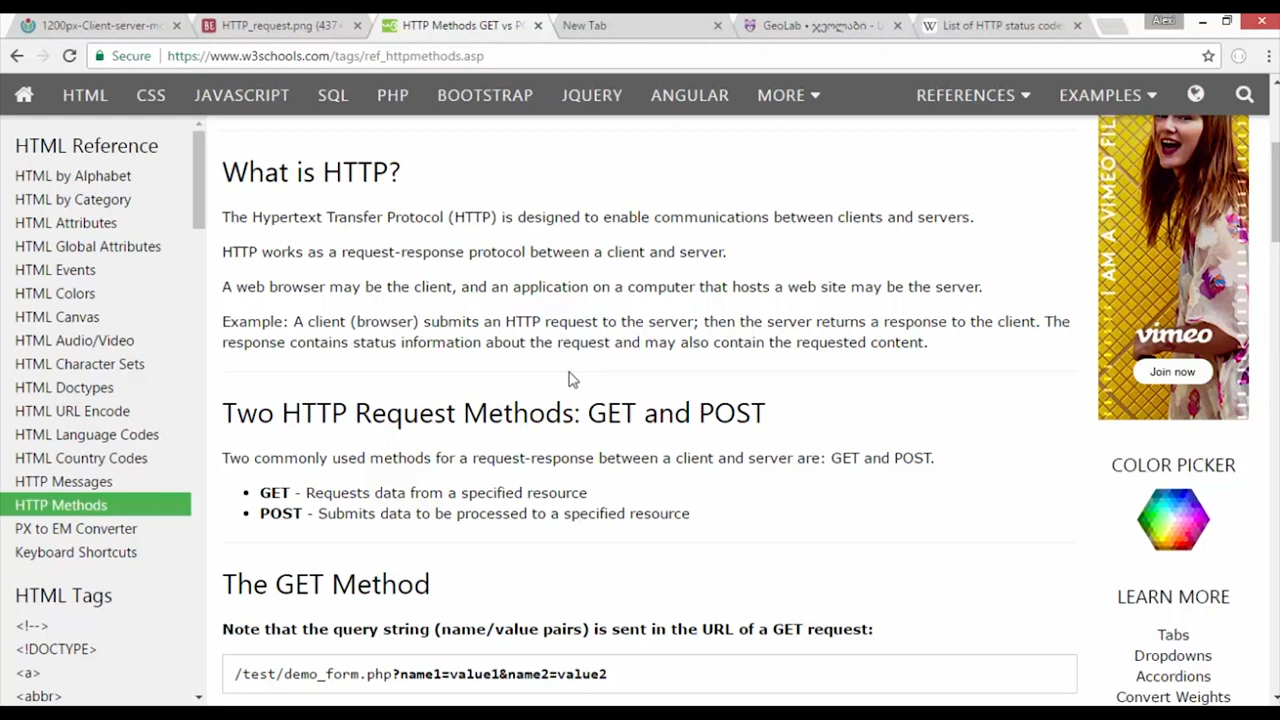 1200px-Client-server-mo
HTTP_request.png (437×
HTTP Methods GET vs PO
New Tab
GeoLab • ჯეოლაბი - 
List of HTTP status code
Alexi
Secure
https://www.w3schools.com/tags/ref_httpmethods.asp
HTML CSS JAVASCRIPT SQL PHP BOOTSTRAP JQUERY ANGULAR MORE REFERENCES EXAMPLES
HTML Reference
HTML by Alphabet
HTML by Category
HTML Attributes
HTML Global Attributes
HTML Events
HTML Colors
HTML Canvas
HTML Audio/Video
HTML Character Sets
HTML Doctypes
HTML URL Encode
HTML Language Codes
HTML Country Codes
HTTP Messages
HTTP Methods
PX to EM Converter
Keyboard Shortcuts
HTML Tags
<!-->
<!DOCTYPE>
<a>
<abbr>
What is HTTP?
The Hypertext Transfer Protocol (HTTP) is designed to enable communications between clients and servers.
HTTP works as a request-response protocol between a client and server.
A web browser may be the client, and an application on a computer that hosts a web site may be the server.
Example: A client (browser) submits an HTTP request to the server; then the server returns a response to the client. The
response contains status information about the request and may also contain the requested content.
Two HTTP Request Methods: GET and POST
Two commonly used methods for a request-response between a client and server are: GET and POST.
• GET - Requests data from a specified resource
• POST - Submits data to be processed to a specified resource
The GET Method
Note that the query string (name/value pairs) is sent in the URL of a GET request:
/test/demo_form.php?name1=value1&name2=value2
I AM A VIMEO FIL
vimeo
Join now
COLOR PICKER
LEARN MORE
Tabs
Dropdowns
Accordions
Convert Weights